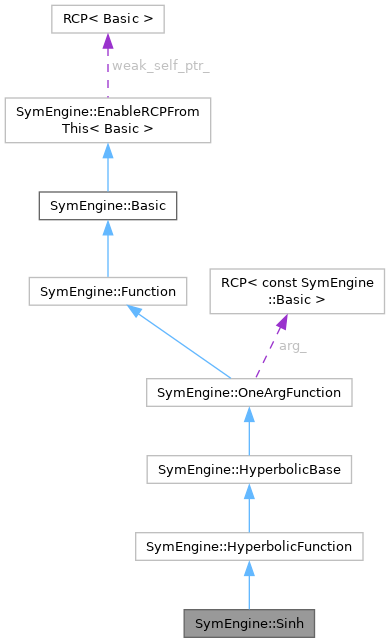 RCP< Basic >
weak_self_ptr_
SymEngine::EnableRCPFrom
This< Basic >
SymEngine::Basic
SymEngine::Function
RCP< const SymEngine
::Basic >
arg_
SymEngine::OneArgFunction
SymEngine::HyperbolicBase
SymEngine::HyperbolicFunction
SymEngine::Sinh